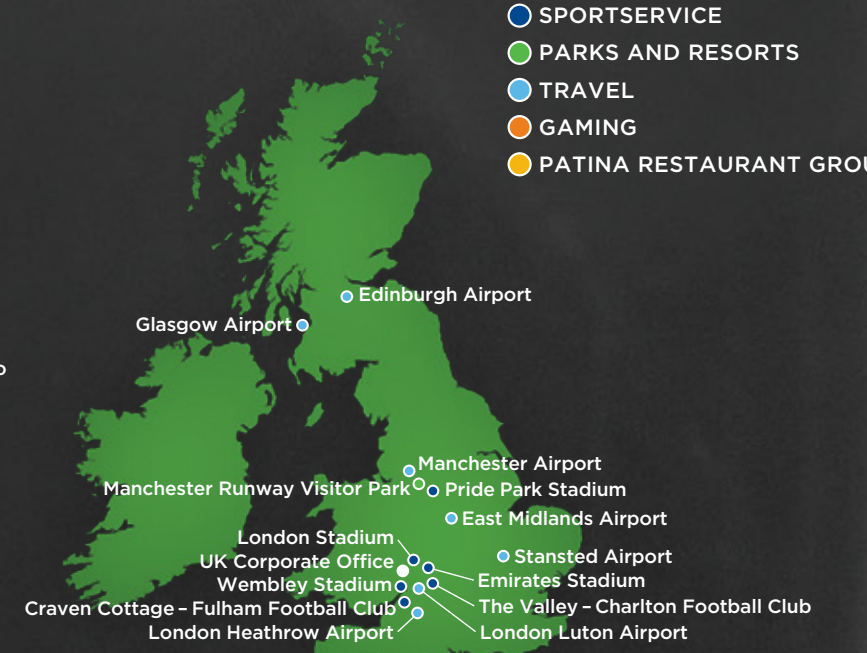 SPORTSERVICE
PARKS AND RESORTS
TRAVEL
GAMING
PATINA RESTAURANT
Edinburgh Airport
Glasgow Airport
Manchester Airport
Manchester Runway Visitor Park
Pride Park Stadium
East Midlands Airport
London Stadium
Stansted Airport
UK Corporate Office
Emirates Stadium
Wembley Stadium
Craven Cottage – Fulham Football Club
The Valley – Charlton Football Club
London Heathrow Airport
London Luton Airport